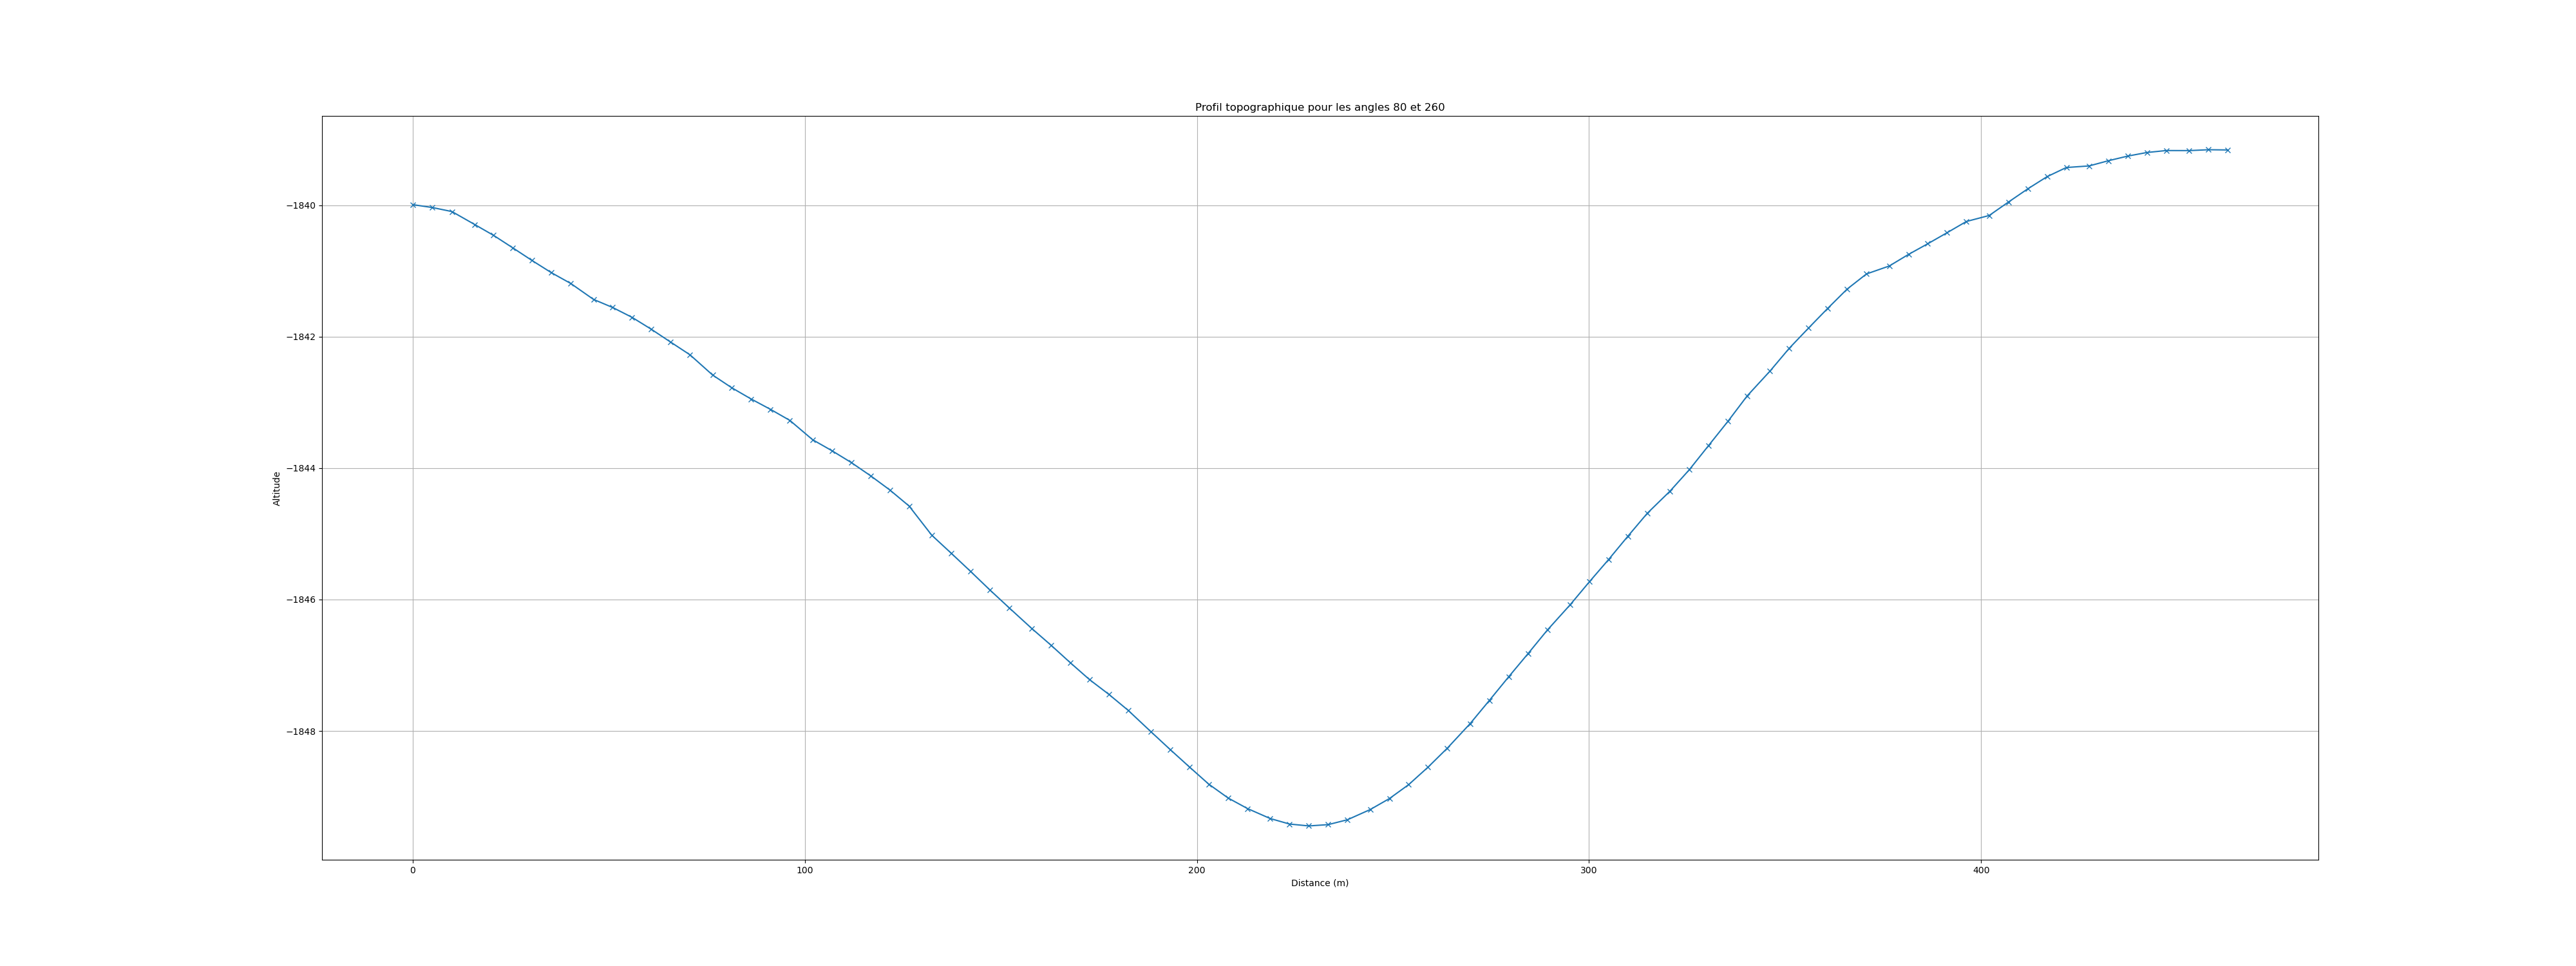 Profil topographique pour les angles 80 et 260
Altitude
−1840
−1842
−1844
−1846
−1848
0 100 200 300 400
Distance (m)